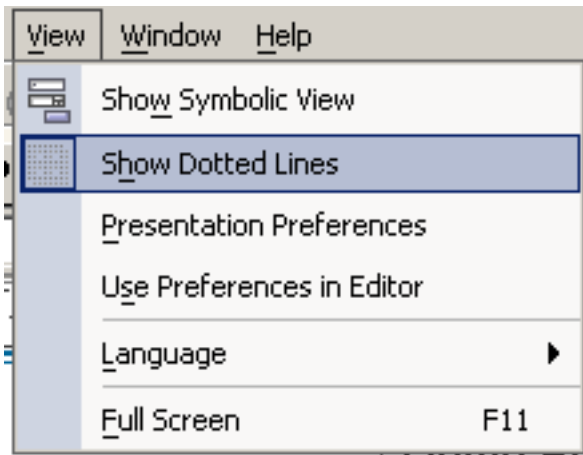 View Window Help
Show Symbolic View
Show Dotted Lines
Presentation Preferences
Use Preferences in Editor
Language
Full Screen F11